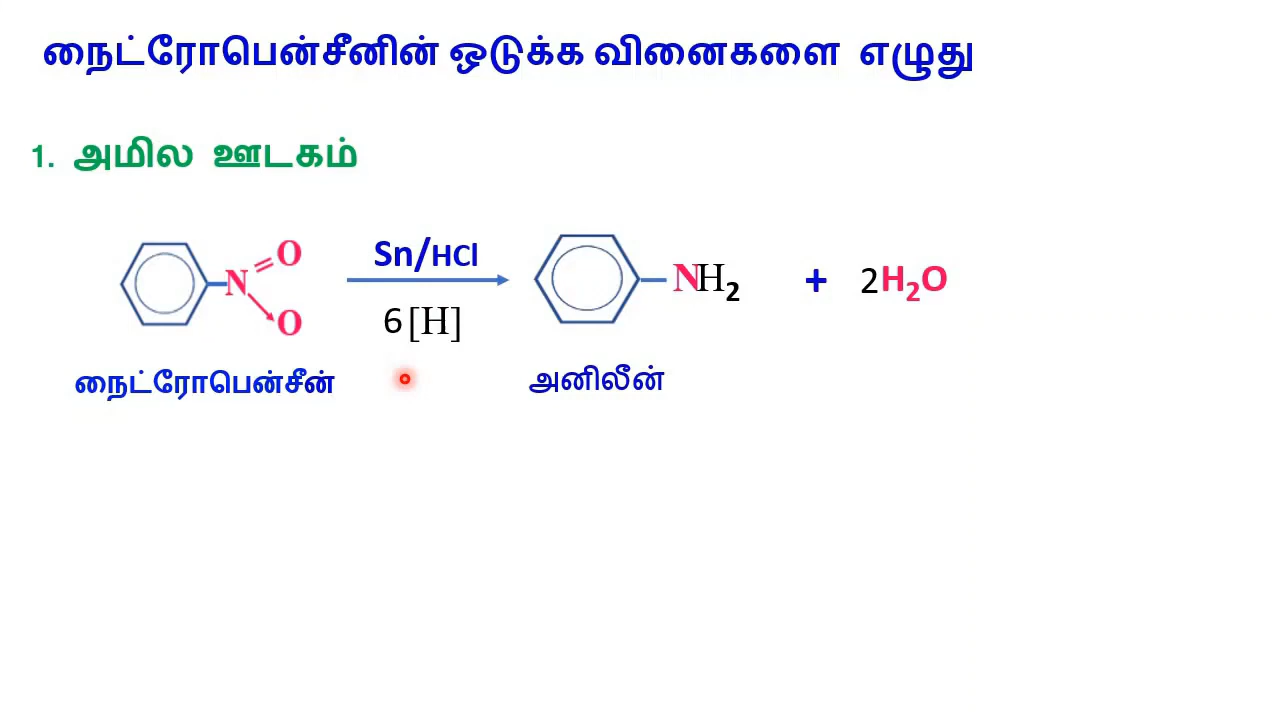 நைட்ரோபென்சீனின் ஒடுக்க வினைகளை எழுது
1. அமில ஊடகம்
N O O Sn/HCl 6[H] NH₂ + 2H₂O
நைட்ரோபென்சீன் அனிலீன்